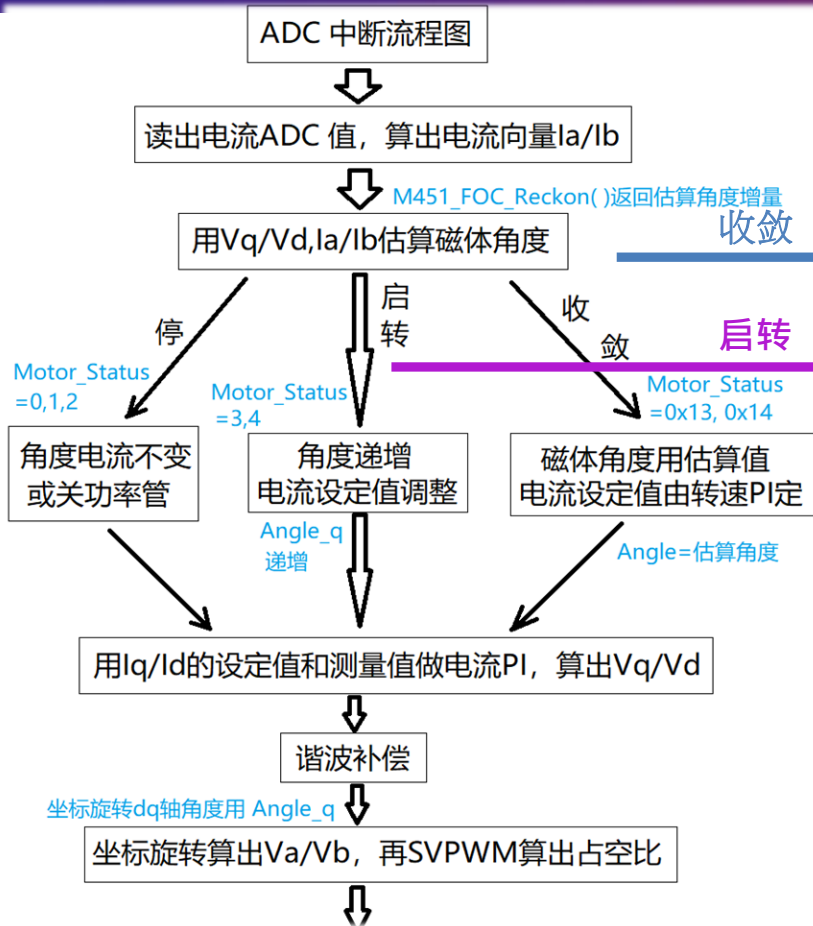 ADC 中断流程图
读出电流ADC 值，算出电流向量Ia/Ib
M451_FOC_Reckon( )返回估算角度增量
用Vq/Vd,Ia/Ib估算磁体角度
收敛
停
启
转
收
敛
启转
Motor_Status
=0,1,2
Motor_Status
=3,4
Motor_Status
=0x13, 0x14
角度电流不变
或关功率管
角度递增
电流设定值调整
磁体角度用估算值
电流设定值由转速PI定
Angle_q
递增
Angle=估算角度
用Iq/Id的设定值和测量值做电流PI，算出Vq/Vd
谐波补偿
坐标旋转dq轴角度用 Angle_q
坐标旋转算出Va/Vb，再SVPWM算出占空比